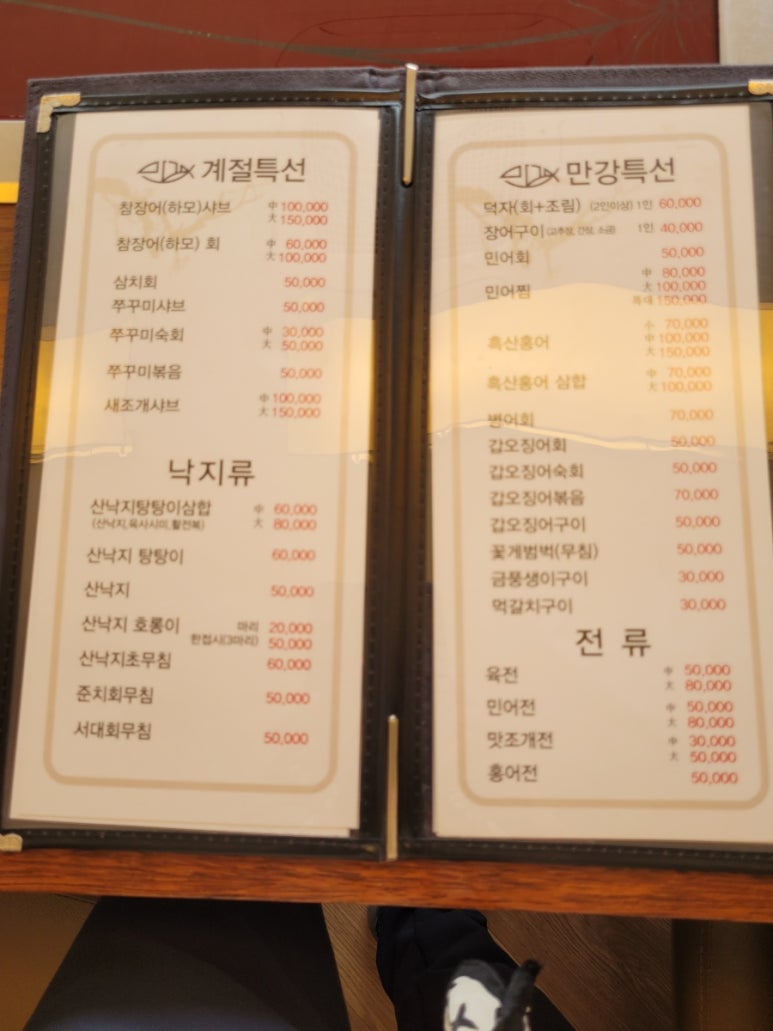 계절특선
참장어(하모)샤브 中 100,000
大 150,000
참장어(하모) 회 中 60,000
大 100,000
삼치회 50,000
쭈꾸미샤브 50,000
쭈꾸미숙회 中 30,000
大 50,000
쭈꾸미볶음 50,000
새조개샤브 中 100,000
大 150,000
낙지류
산낙지탕탕이삼합 中 60,000
(산낙지,육사시미,활전복) 大 80,000
산낙지 탕탕이 60,000
산낙지 50,000
산낙지 호롱이 마리 20,000
한접시(3마리) 50,000
산낙지초무침 60,000
준치회무침 50,000
서대회무침 50,000
만강특선
덕자(회+조림) (2인이상) 1인 60,000
장어구이 (고추장, 간장, 소금) 1인 40,000
민어회 50,000
민어찜 中 80,000
大 100,000
특대 150,000
흑산홍어 小 70,000
中 100,000
大 150,000
흑산홍어 삼합 中 70,000
大 100,000
병어회 70,000
갑오징어회 50,000
갑오징어숙회 50,000
갑오징어볶음 70,000
갑오징어구이 50,000
꽃게범벅(무침) 50,000
금풍생이구이 30,000
먹갈치구이 30,000
전 류
육전 中 50,000
大 80,000
민어전 中 50,000
大 80,000
맛조개전 中 30,000
大 50,000
홍어전 50,000